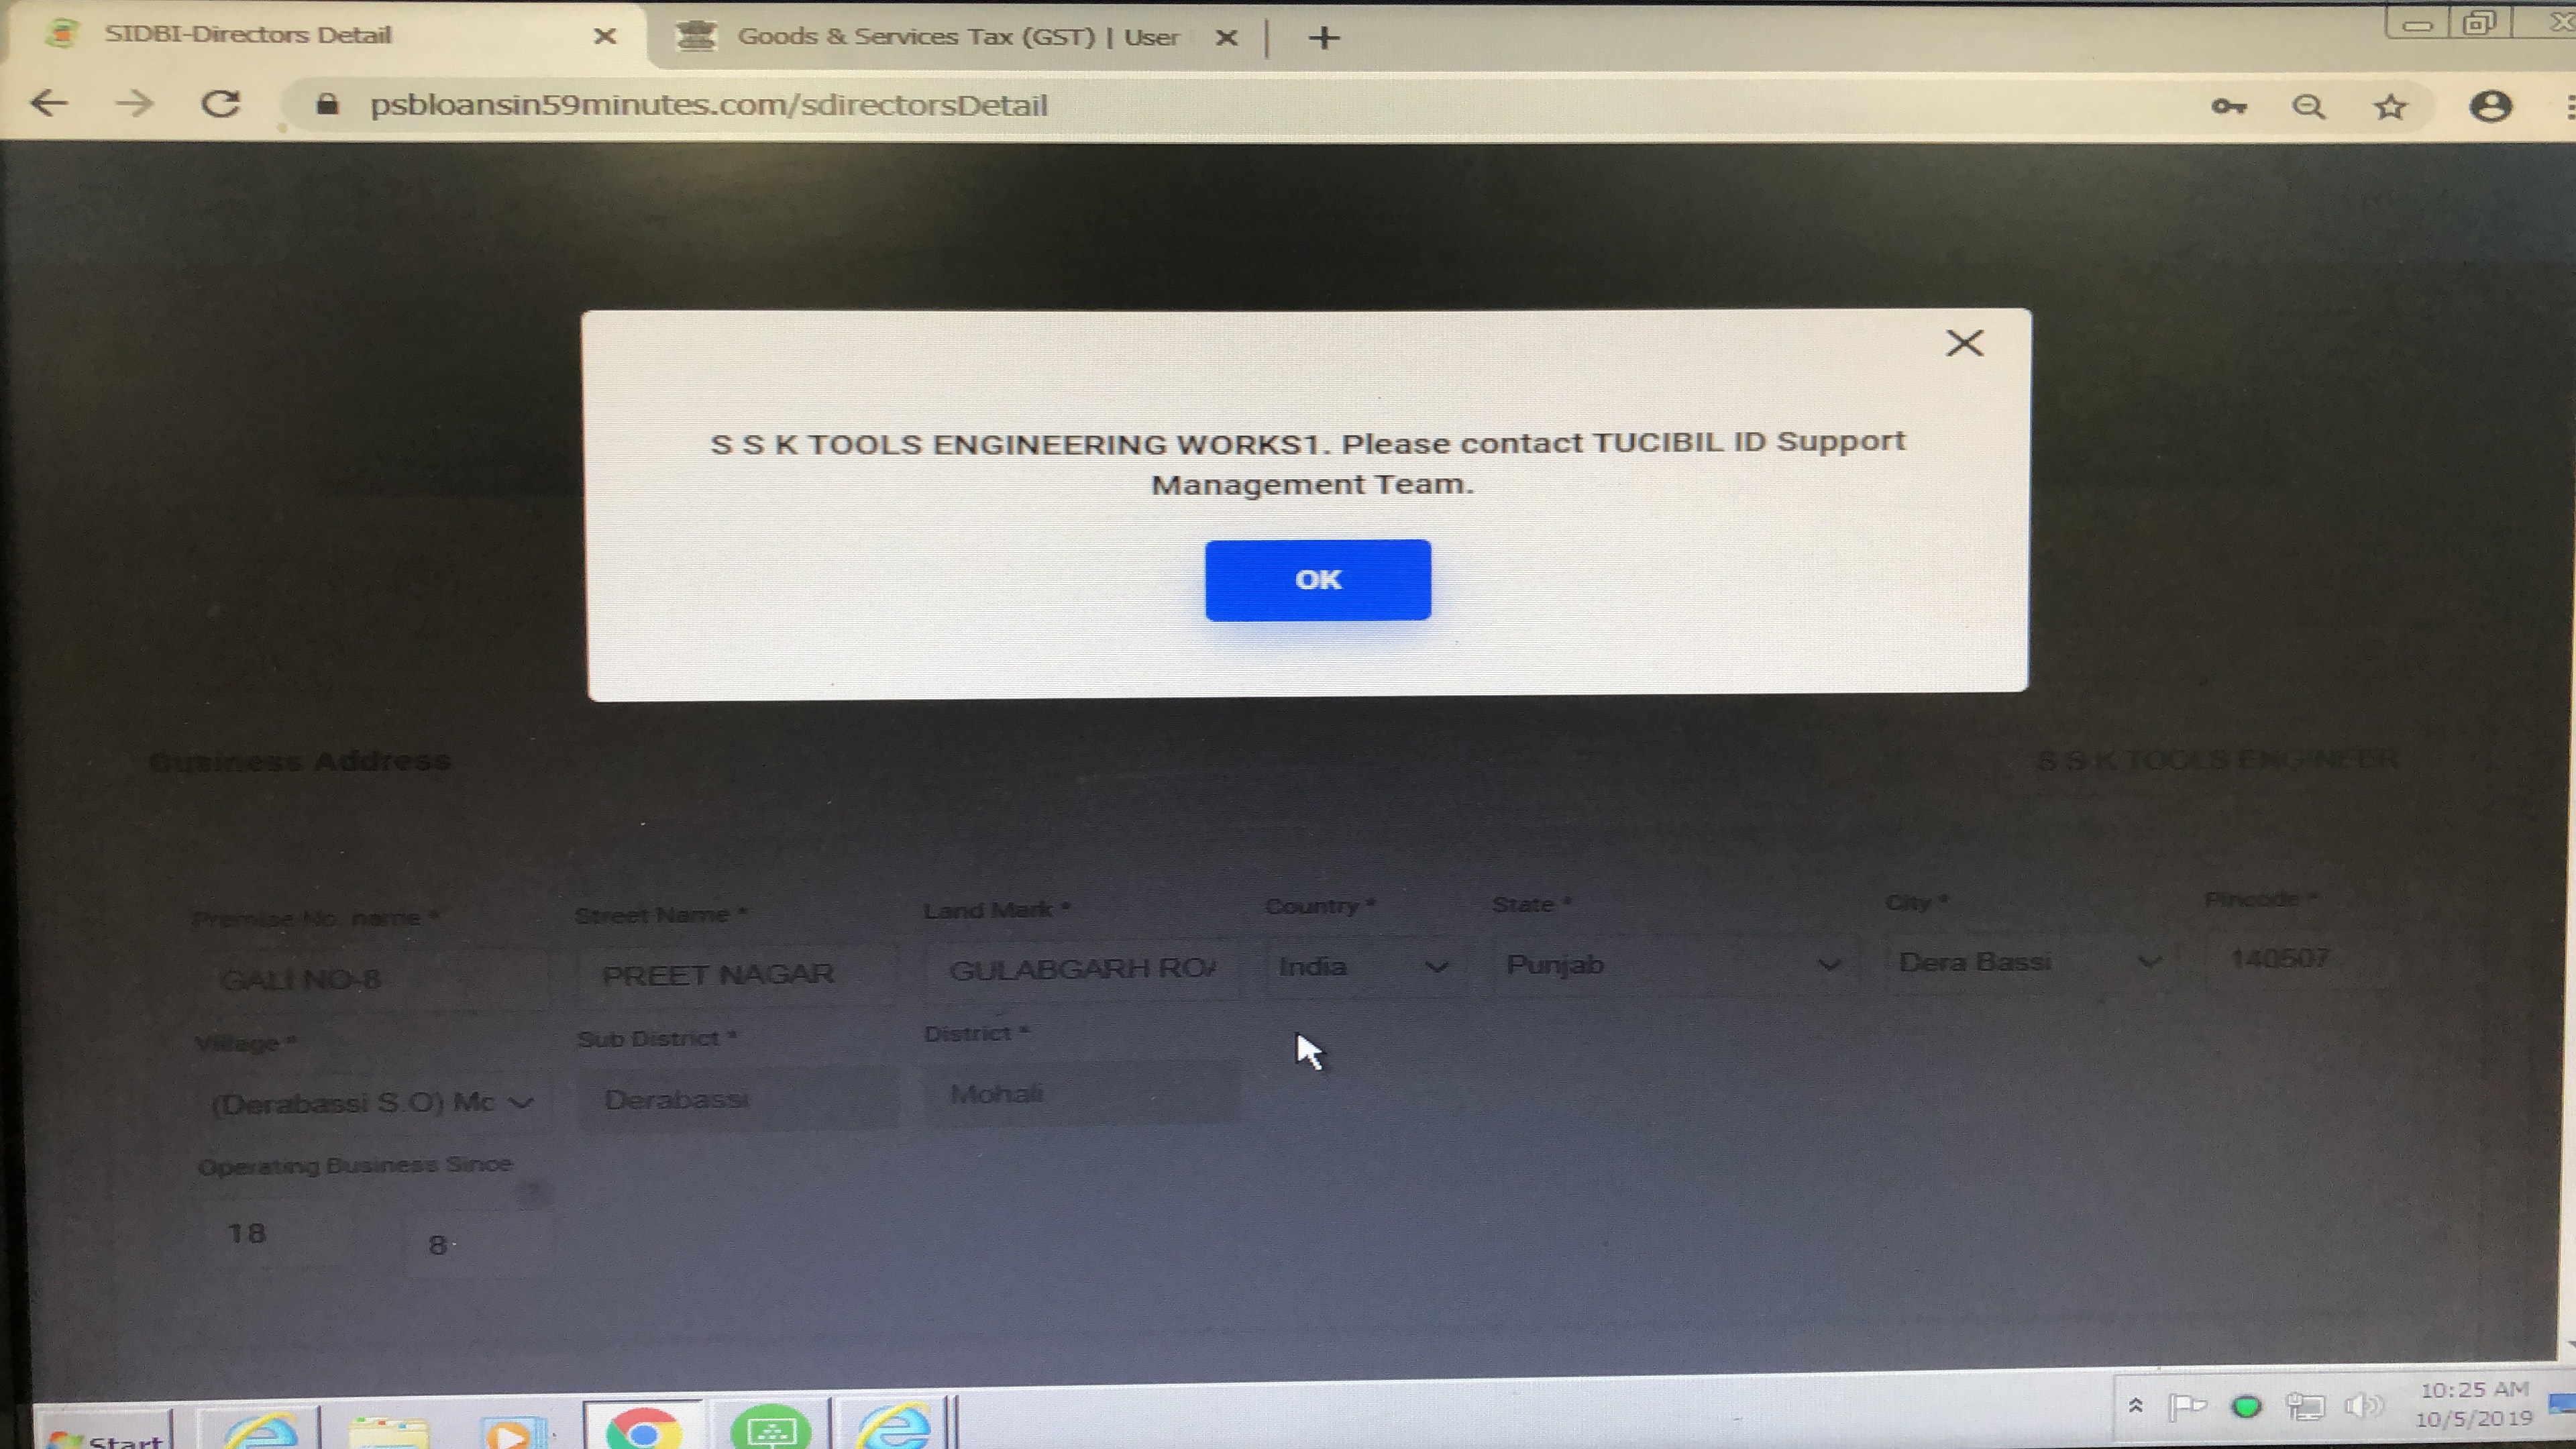 SIDBI-Directors Detail
Goods & Services Tax (GST) | User
psbloansin59minutes.com/sdirectorsDetail
S S K TOOLS ENGINEERING WORKS1. Please contact TUCIBIL ID Support
Management Team.
OK
Business Address
S S K TOOLS ENGINEER
Premise No. name *
Street Name *
Land Mark *
Country *
State *
City *
Pincode *
GALI NO-8
PREET NAGAR
GULABGARH ROA
India
Punjab
Dera Bassi
140507
Village *
Sub District *
District *
(Derabassi S.O) Mo
Derabassi
Mohali
Operating Business Since
18
8
Start
10:25 AM
10/5/2019